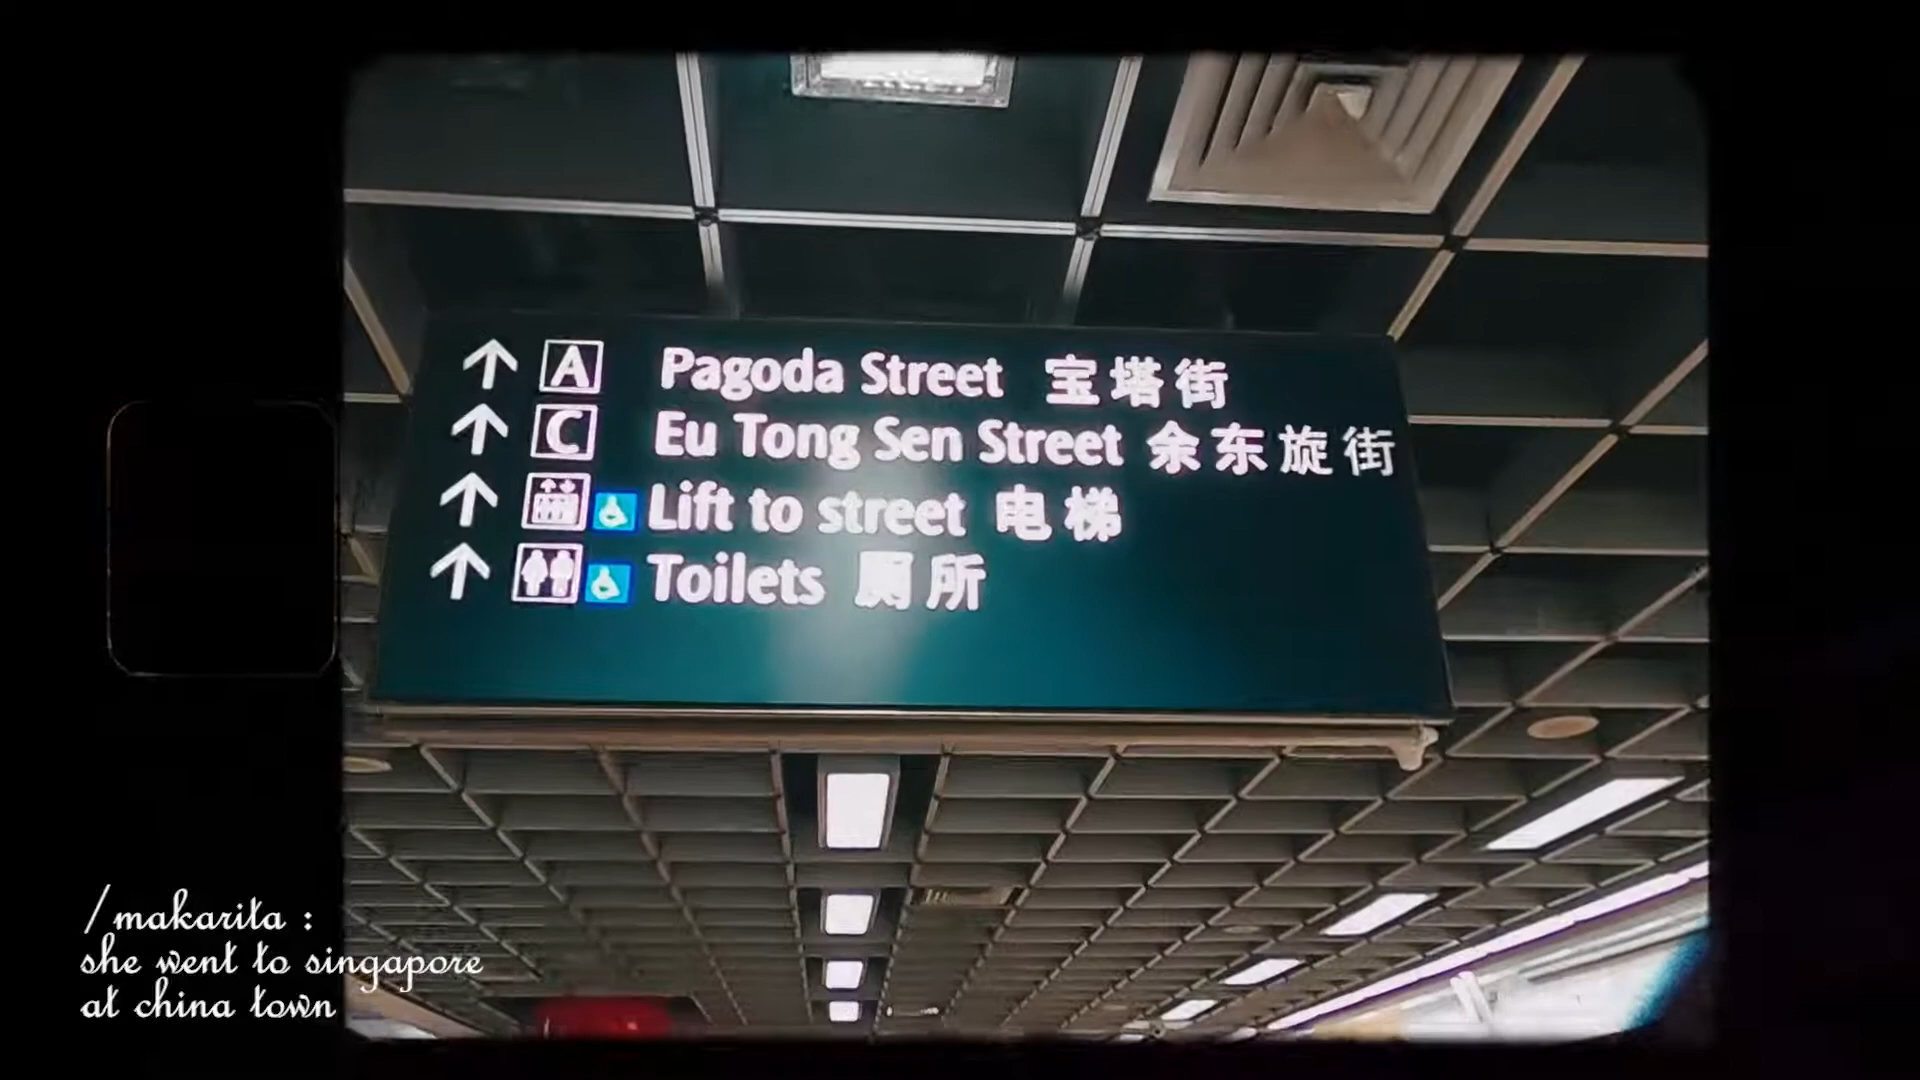 A Pagoda Street 宝塔街
C Eu Tong Sen Street 余东旋街
Lift to street 电梯
Toilets 厕所
/makarita :
she went to singapore
at china town